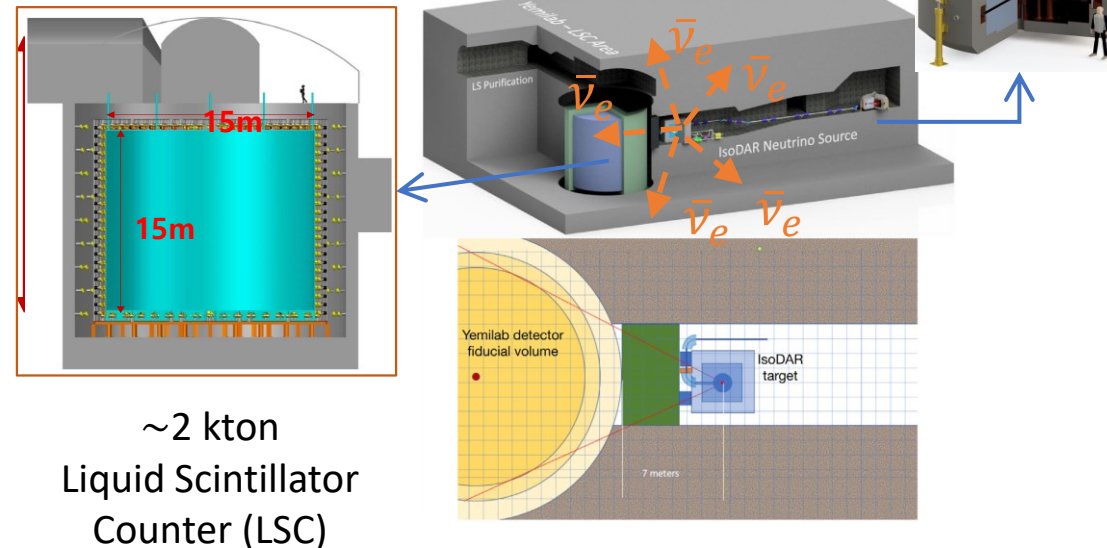 15m
15m
~2 kton
Liquid Scintillator
Counter (LSC)
Yemilab – LSC Area
LS Purification
IsoDAR Neutrino Source
ν̅ₑ
ν̅ₑ
ν̅ₑ
ν̅ₑ
ν̅ₑ
Yemilab detector
fiducial volume
IsoDAR
target
7 meters